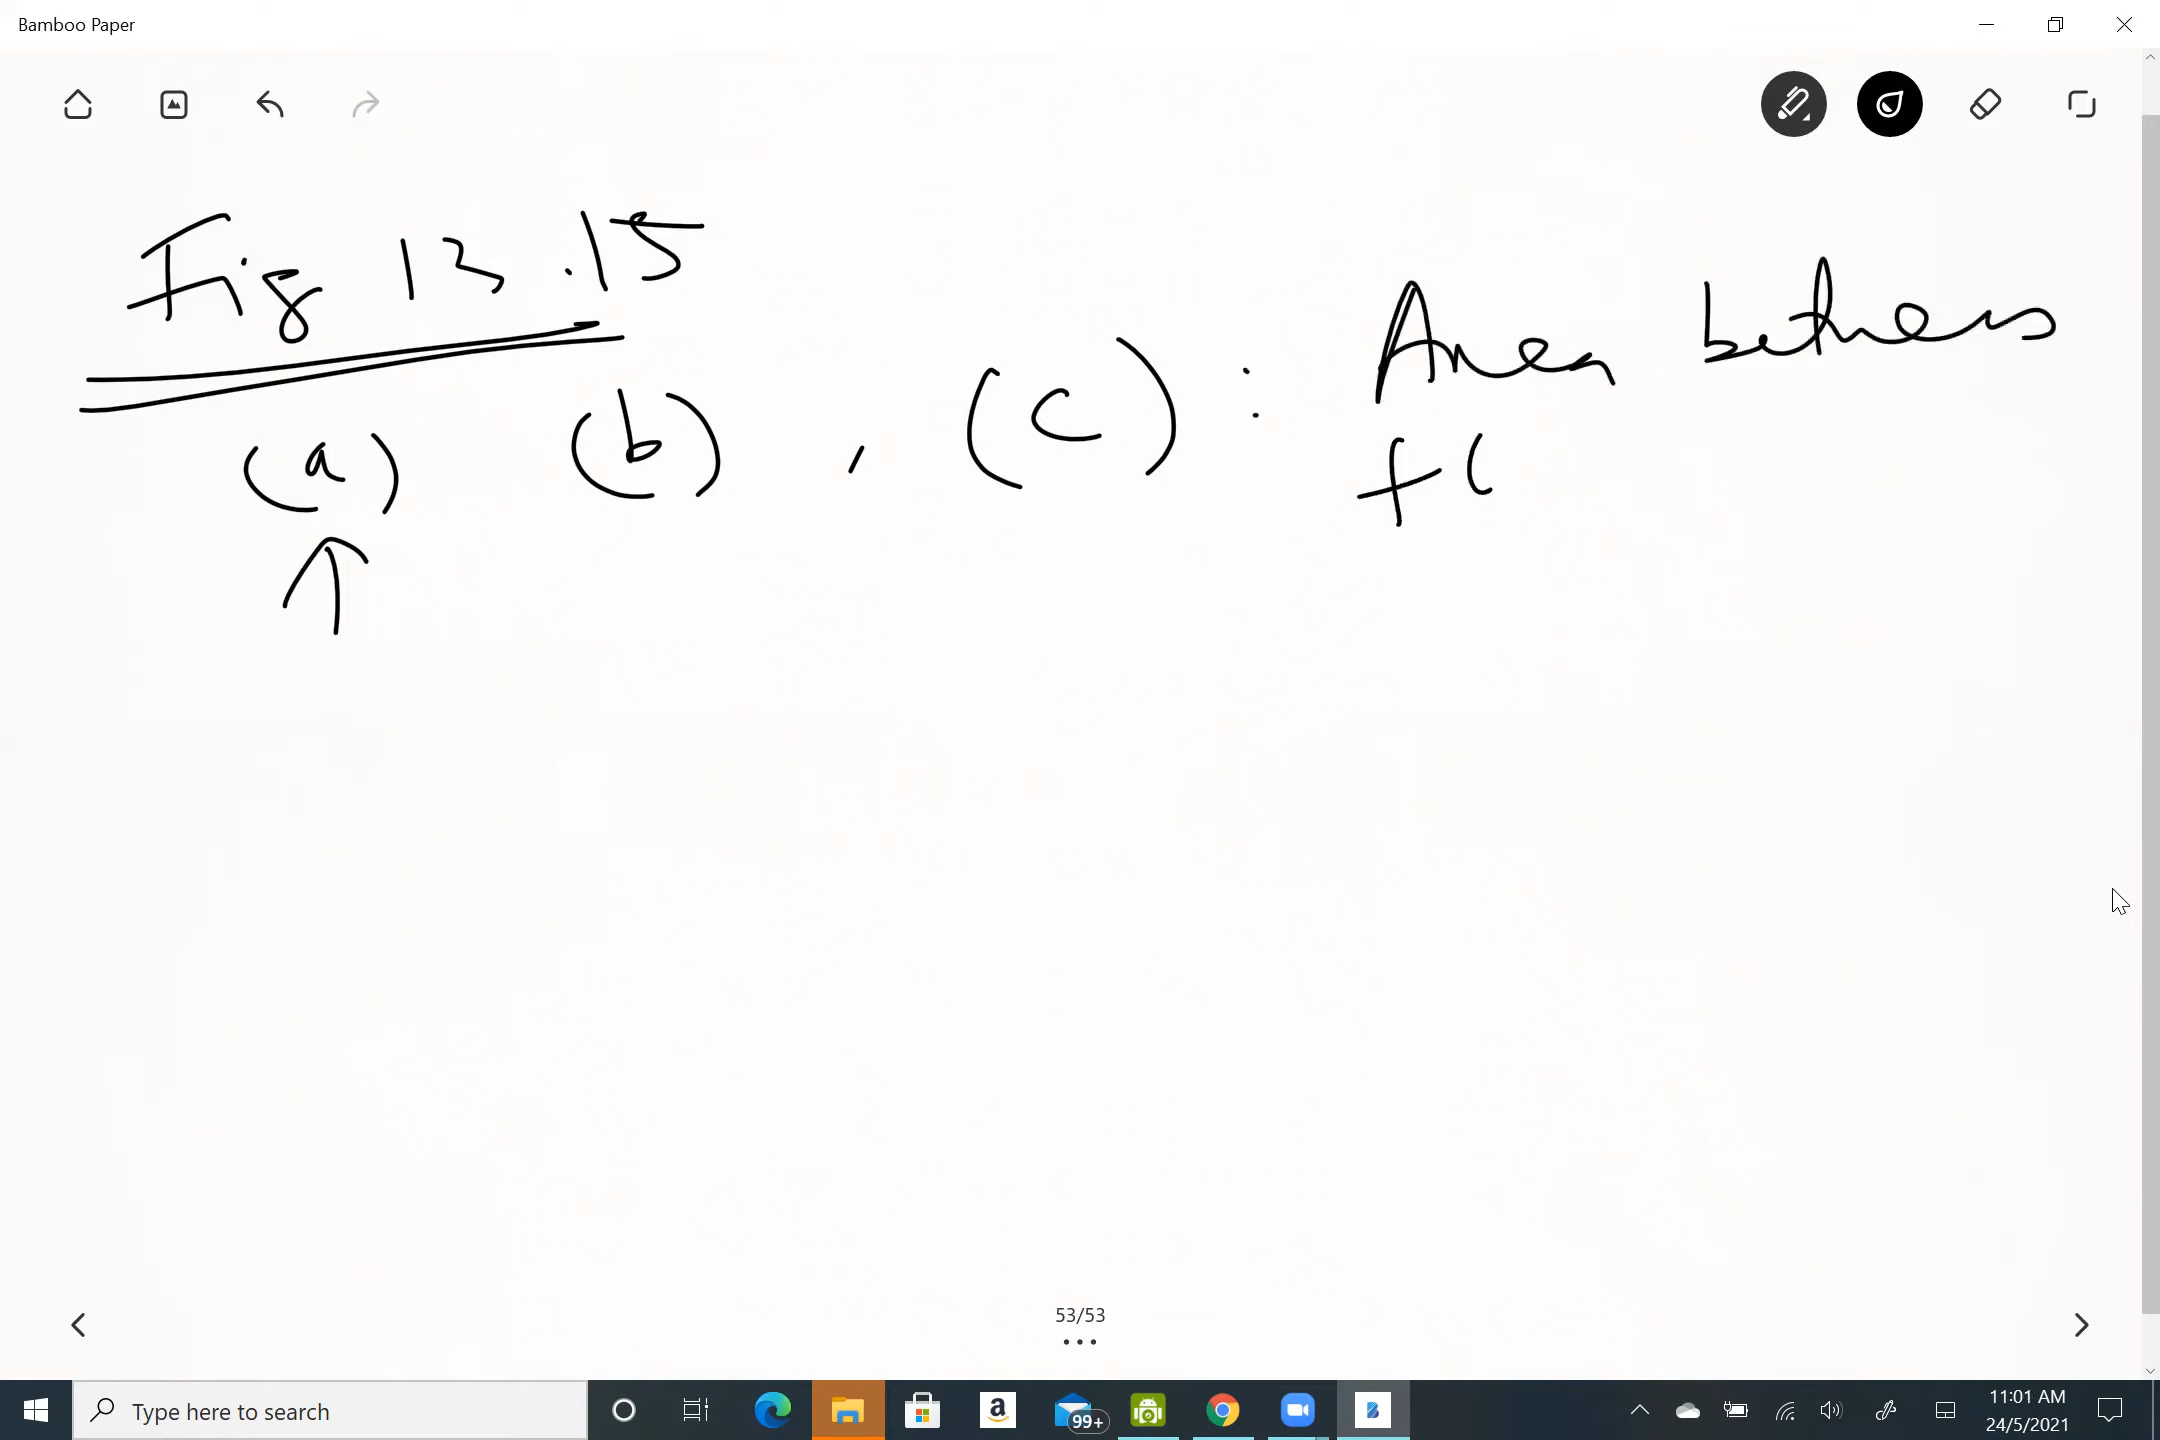 Bamboo Paper
Fig 13.15
(a) (b) , (c) : Area between
f(
53/53
Type here to search
a
99+
B
11:01 AM
24/5/2021